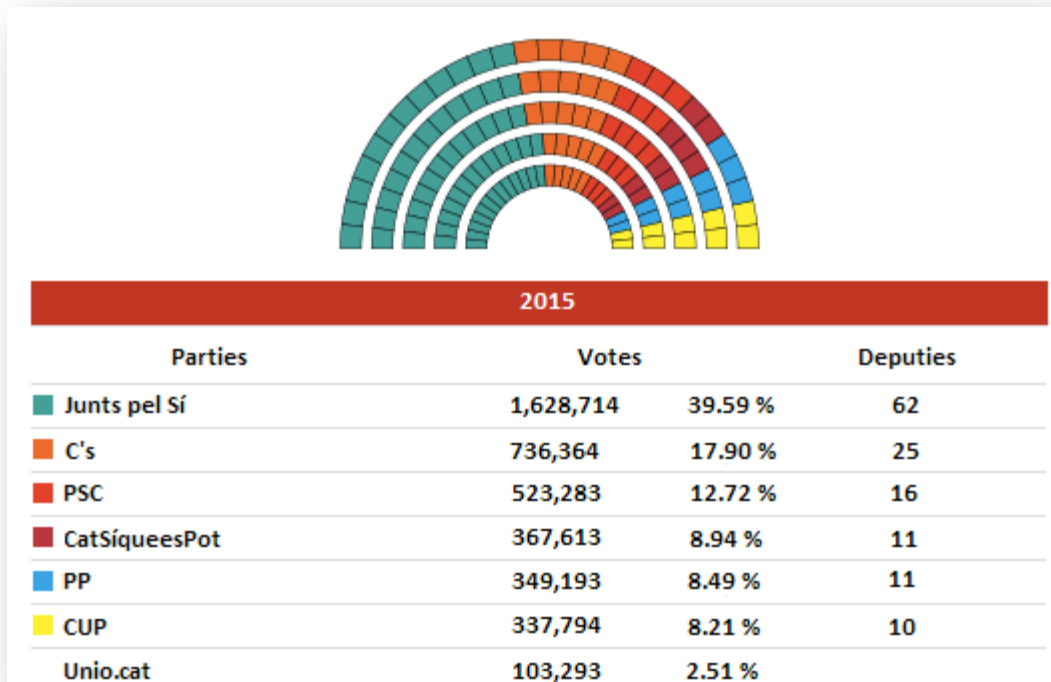 2015
Parties Votes Deputies
Junts pel Sí 1,628,714 39.59 % 62
C's 736,364 17.90 % 25
PSC 523,283 12.72 % 16
CatSíqueesPot 367,613 8.94 % 11
PP 349,193 8.49 % 11
CUP 337,794 8.21 % 10
Unio.cat 103,293 2.51 %